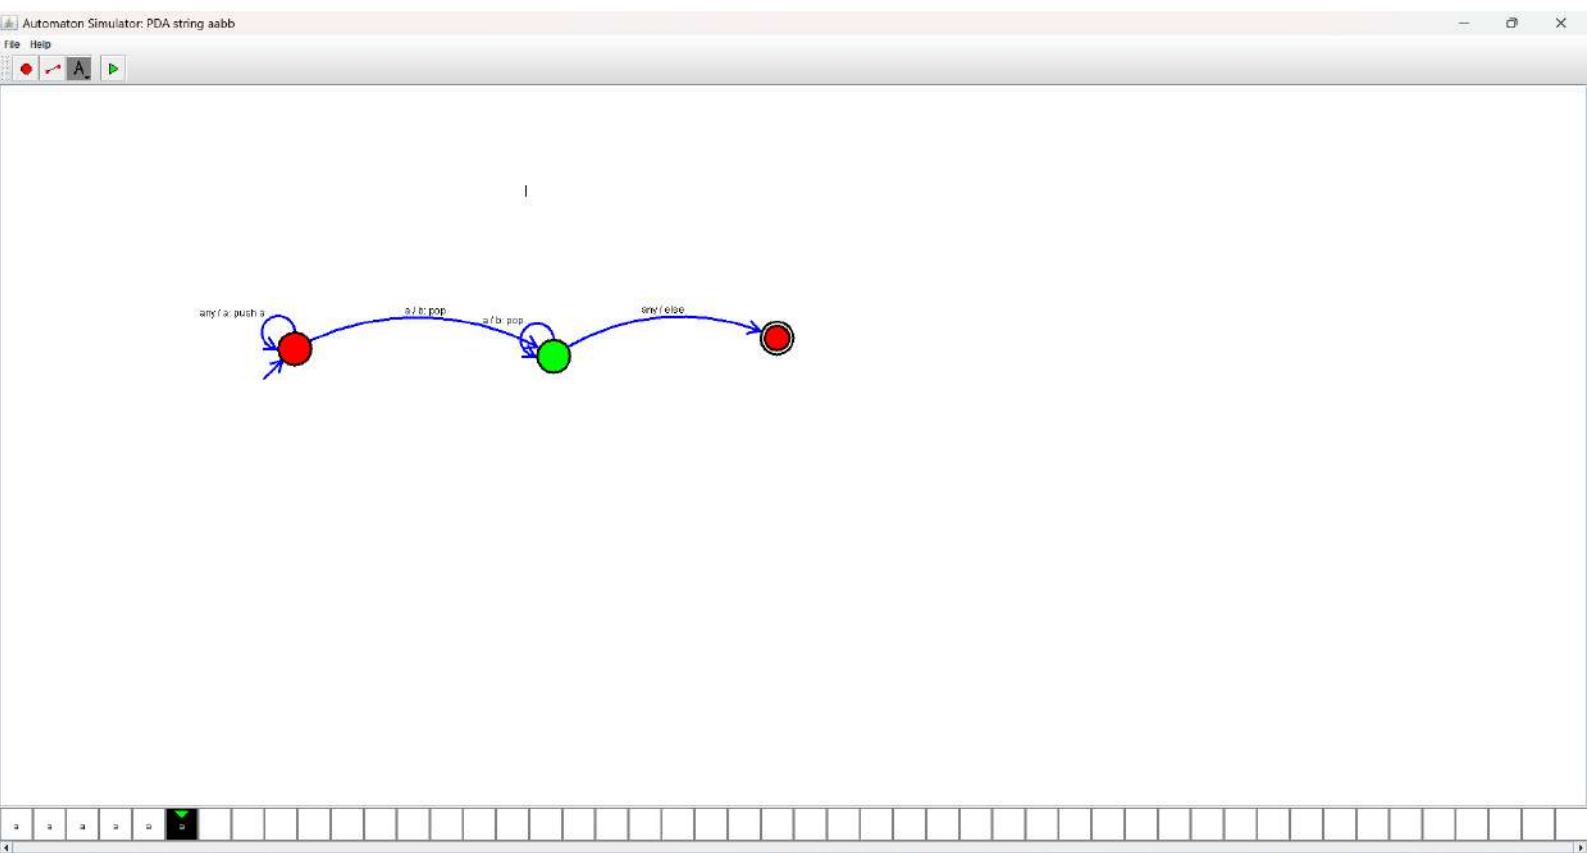 Automaton Simulator: PDA string aabb
File Help
A
any / a: push a
a / b: pop
a / b: pop
any / else
a a a a a a